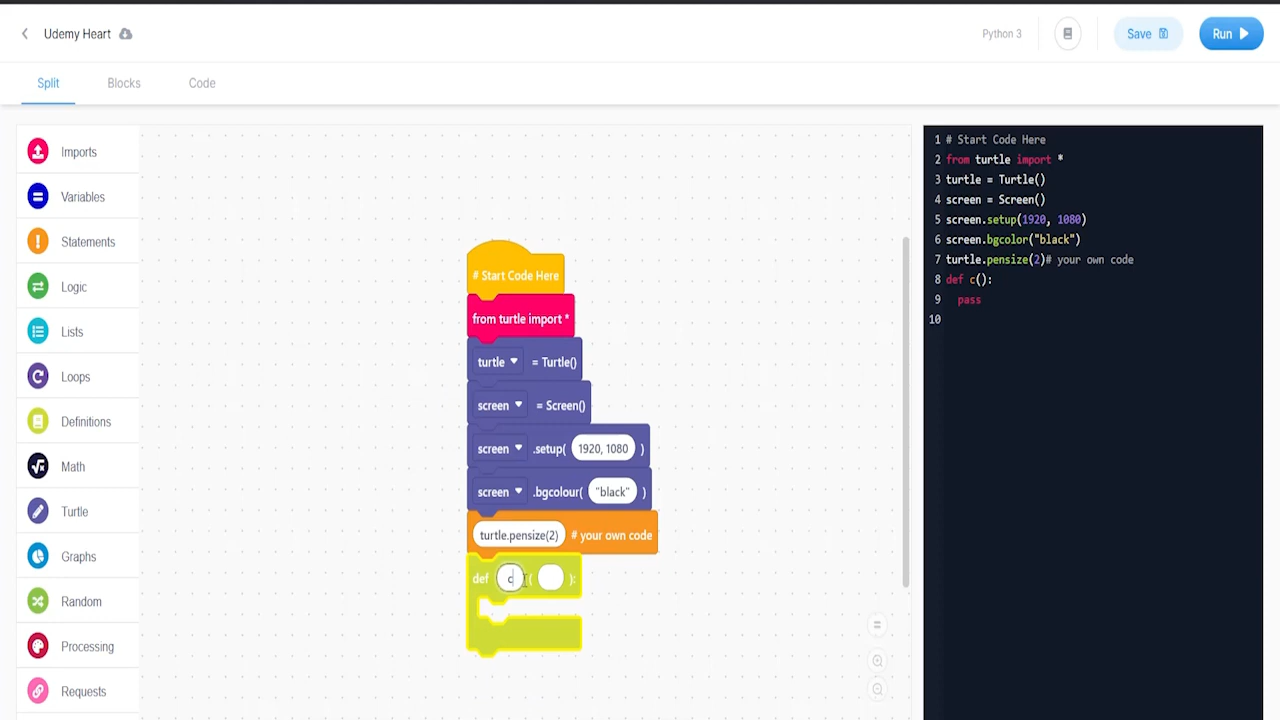 Udemy Heart
Python 3
Save
Run
Split
Blocks
Code
Imports
Variables
Statements
Logic
Lists
Loops
Definitions
Math
Turtle
Graphs
Random
Processing
Requests
# Start Code Here
from turtle import *
turtle = Turtle()
screen = Screen()
screen .setup( 1920, 1080 )
screen .bgcolour( "black" )
turtle.pensize(2) # your own code
def c ( ):
1 # Start Code Here
2 from turtle import *
3 turtle = Turtle()
4 screen = Screen()
5 screen.setup(1920, 1080)
6 screen.bgcolor("black")
7 turtle.pensize(2)# your own code
8 def c():
9 pass
10